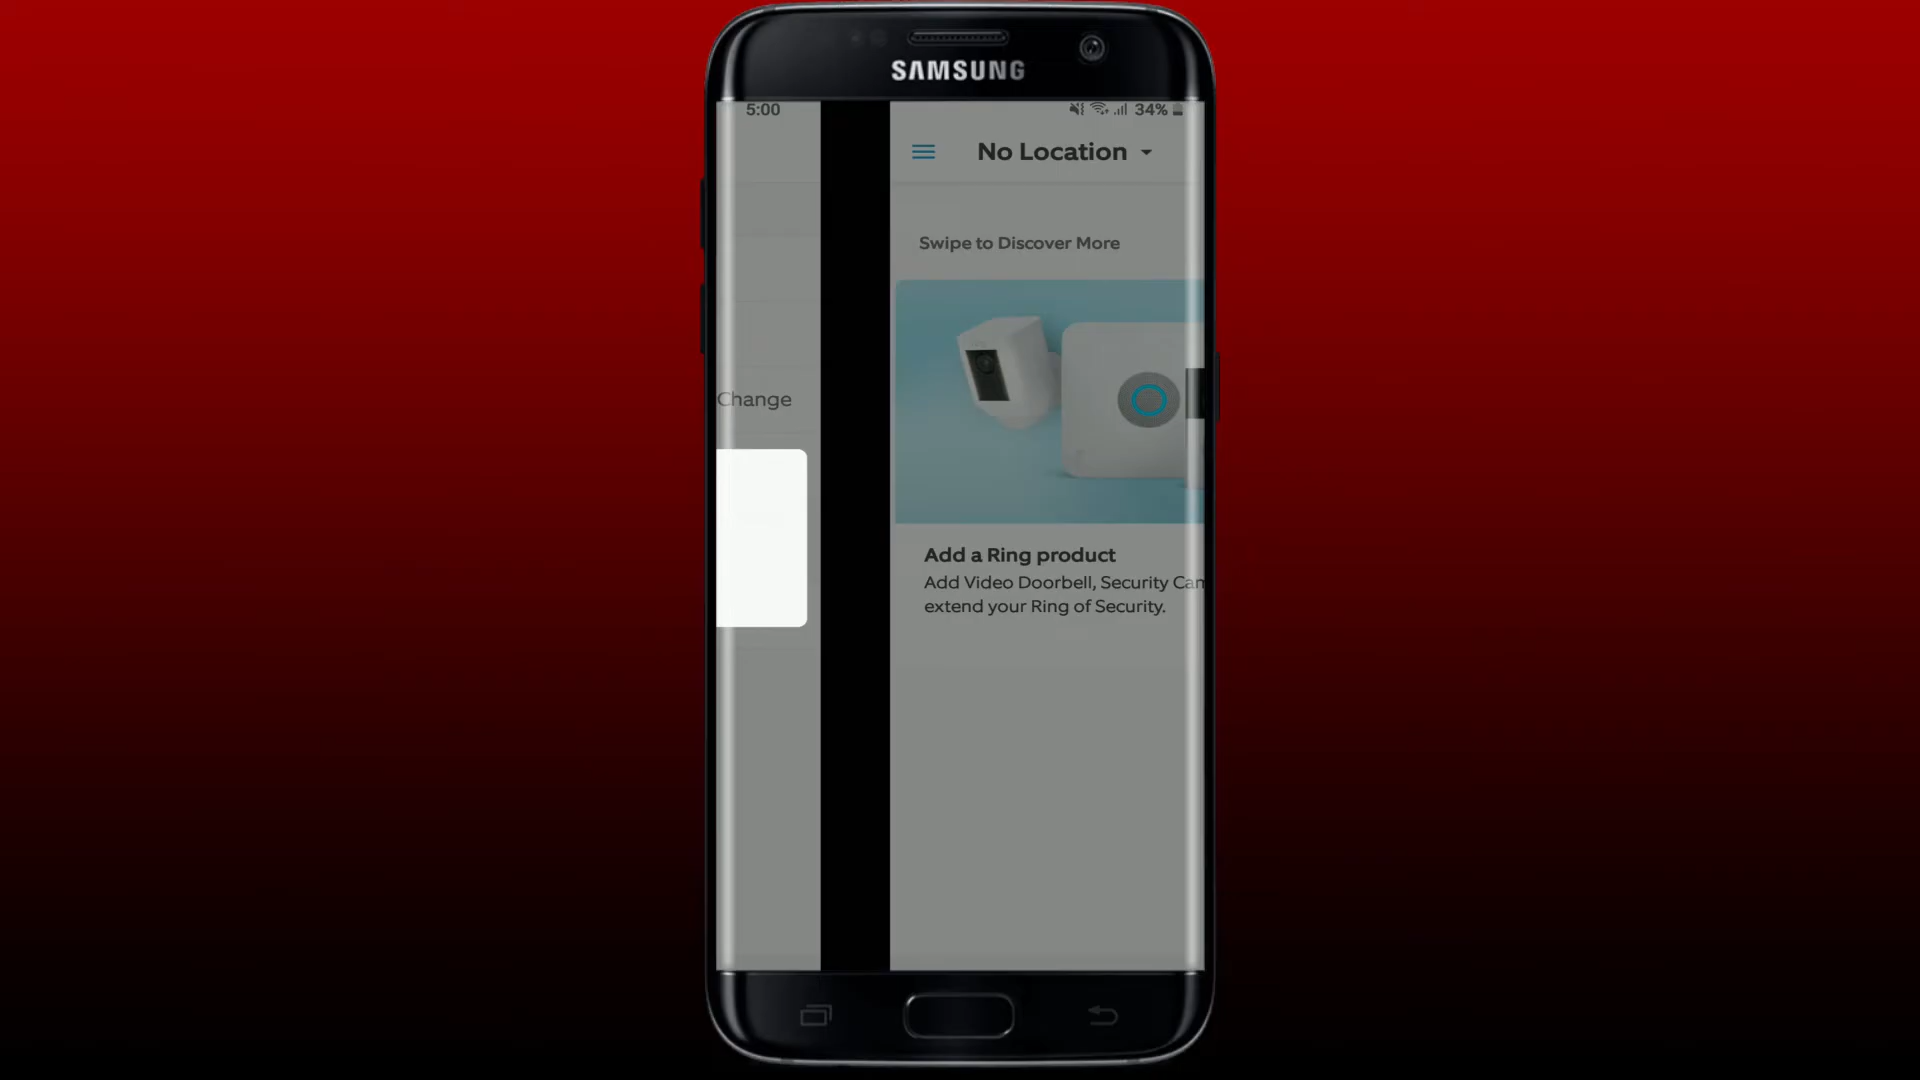 SAMSUNG
5:00
34%
No Location
Swipe to Discover More
Change
Add a Ring product
Add Video Doorbell, Security Cam
extend your Ring of Security.